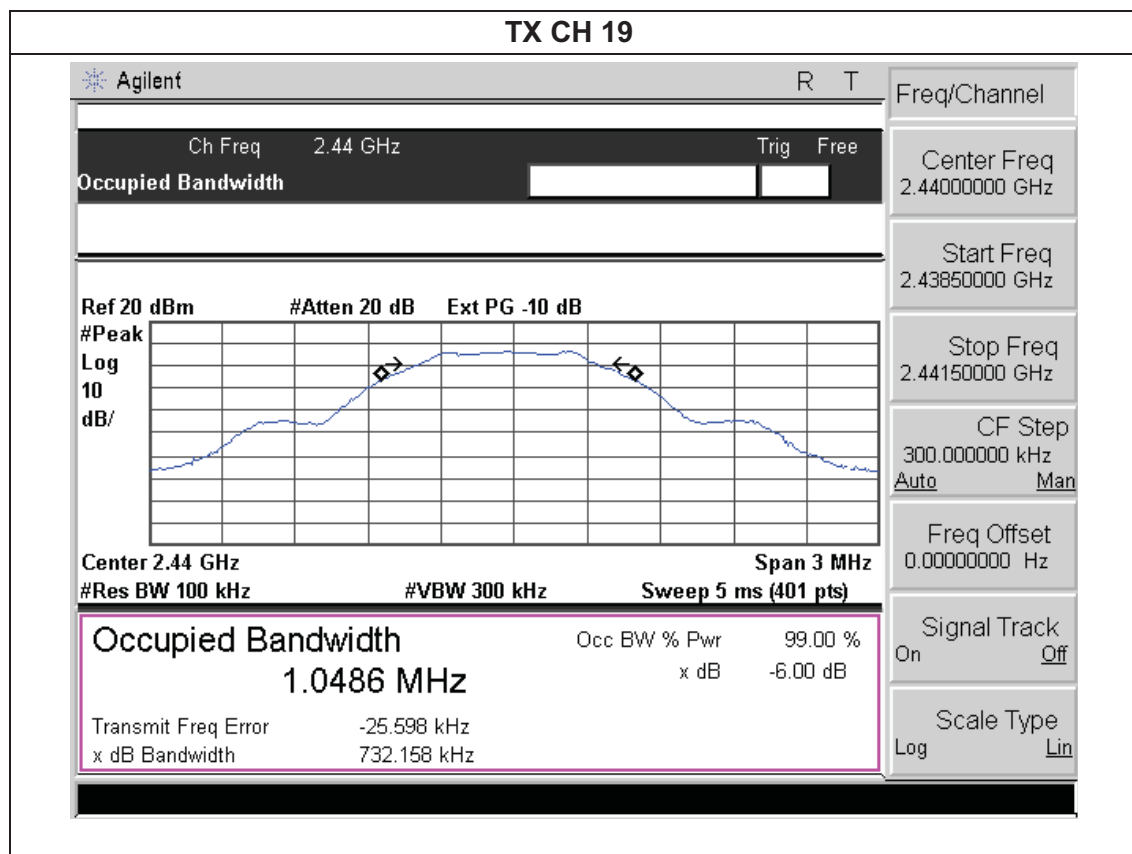 TX CH 19
Agilent R T
Freq/Channel
Ch Freq 2.44 GHz Trig Free
Occupied Bandwidth
Center Freq
2.44000000 GHz
Start Freq
2.43850000 GHz
Ref 20 dBm #Atten 20 dB Ext PG -10 dB
#Peak
Log
10
dB/
Stop Freq
2.44150000 GHz
CF Step
300.000000 kHz
Auto Man
Freq Offset
0.00000000 Hz
Center 2.44 GHz Span 3 MHz
#Res BW 100 kHz #VBW 300 kHz Sweep 5 ms (401 pts)
Occupied Bandwidth Occ BW % Pwr 99.00 %
1.0486 MHz x dB -6.00 dB
Transmit Freq Error -25.598 kHz
x dB Bandwidth 732.158 kHz
Signal Track
On Off
Scale Type
Log Lin